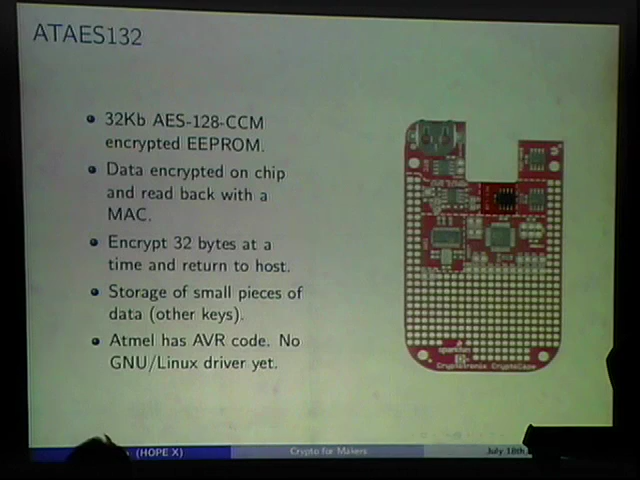 ATAES132
32Kb AES-128-CCM
encrypted EEPROM.
Data encrypted on chip
and read back with a
MAC.
Encrypt 32 bytes at a
time and return to host.
Storage of small pieces of
data (other keys).
Atmel has AVR code. No
GNU/Linux driver yet.
Cryptotronix CryptoCape
(HOPE X)
Crypto for Makers
July 18th